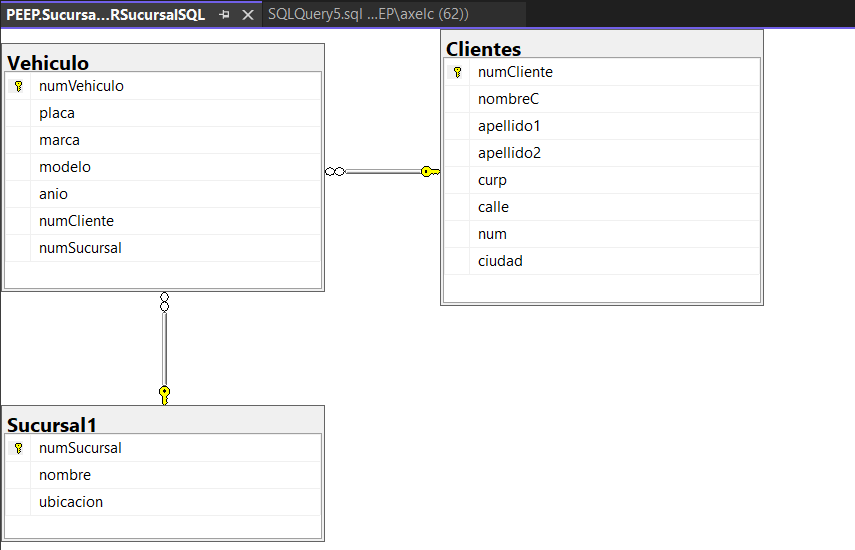 PEEP.Sucursa...RSucursalSQL
SQLQuery5.sql ...EP\axelc (62))
Vehiculo
numVehiculo
placa
marca
modelo
anio
numCliente
numSucursal
Clientes
numCliente
nombreC
apellido1
apellido2
curp
calle
num
ciudad
Sucursal1
numSucursal
nombre
ubicacion